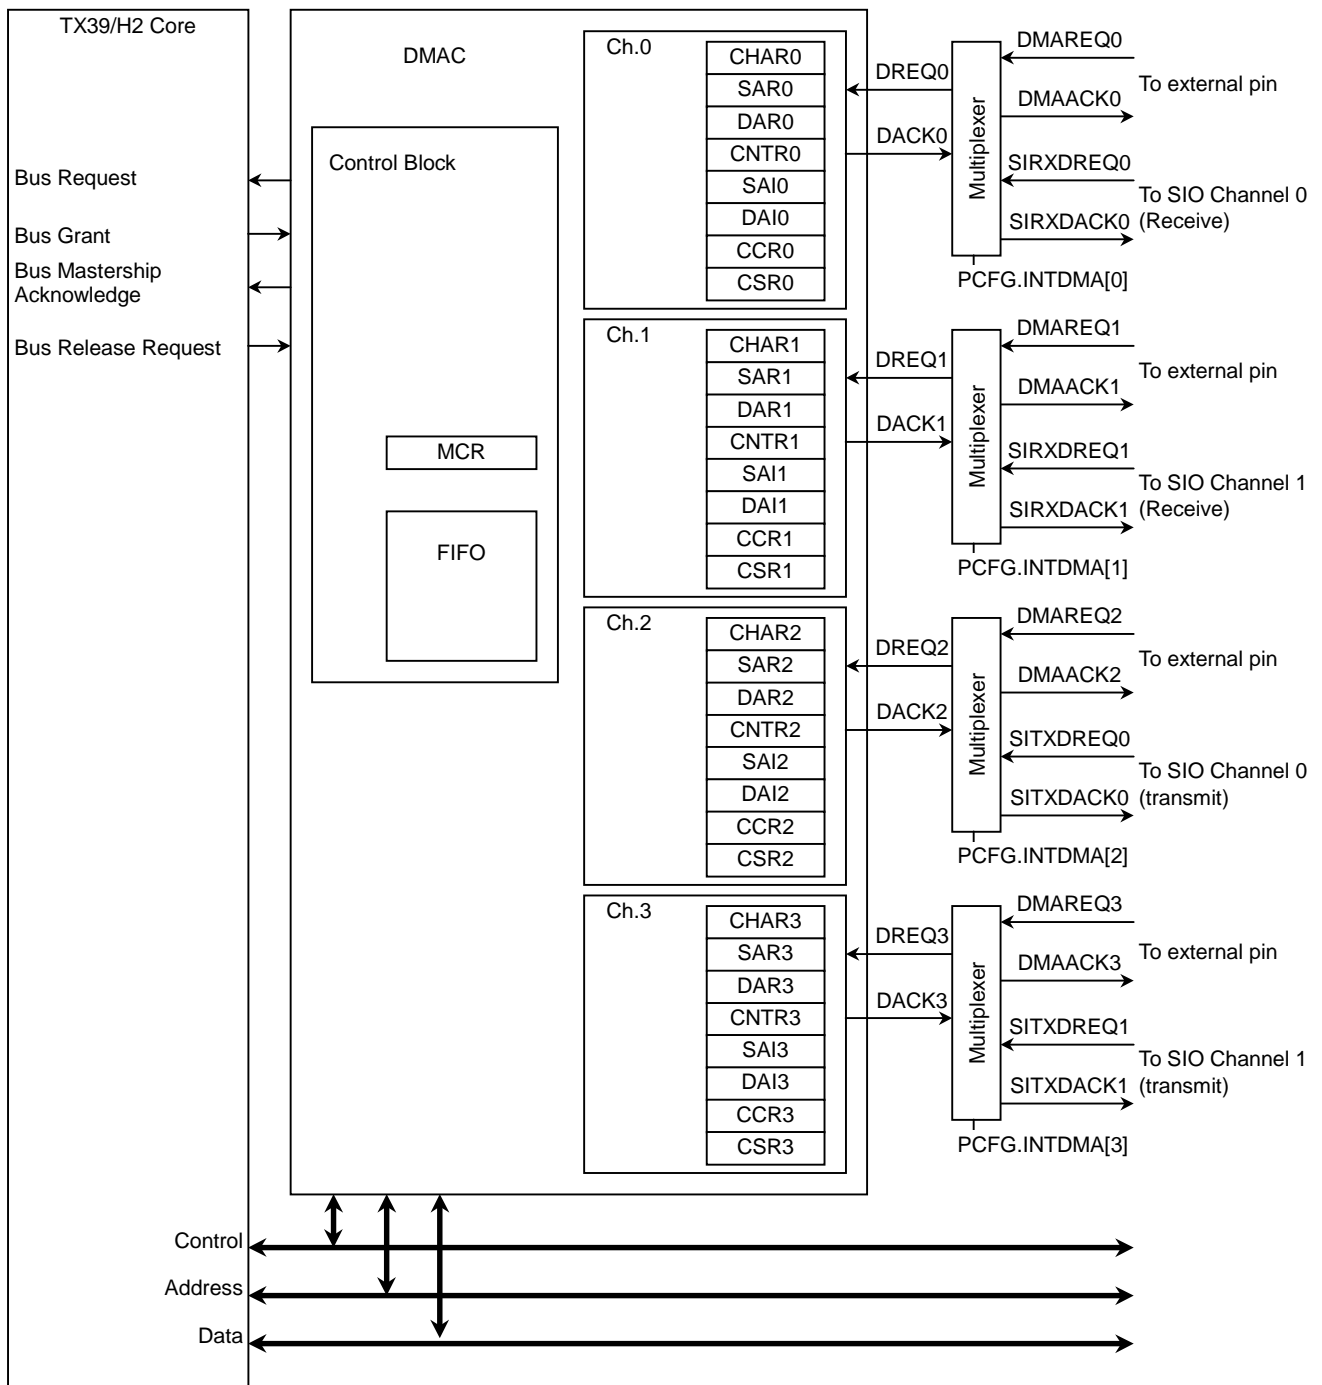 TX39/H2 Core
Bus Request
Bus Grant
Bus Mastership
Acknowledge
Bus Release Request
DMAC
Control Block
MCR
FIFO
Ch.0
CHAR0
SAR0
DAR0
CNTR0
SAI0
DAI0
CCR0
CSR0
DREQ0
DACK0
Multiplexer
DMAREQ0
To external pin
DMAACK0
SIRXDREQ0
To SIO Channel 0
(Receive)
SIRXDACK0
PCFG.INTDMA[0]
Ch.1
CHAR1
SAR1
DAR1
CNTR1
SAI1
DAI1
CCR1
CSR1
DREQ1
DACK1
Multiplexer
DMAREQ1
To external pin
DMAACK1
SIRXDREQ1
To SIO Channel 1
(Receive)
SIRXDACK1
PCFG.INTDMA[1]
Ch.2
CHAR2
SAR2
DAR2
CNTR2
SAI2
DAI2
CCR2
CSR2
DREQ2
DACK2
Multiplexer
DMAREQ2
To external pin
DMAACK2
SITXDREQ0
To SIO Channel 0
(transmit)
SITXDACK0
PCFG.INTDMA[2]
Ch.3
CHAR3
SAR3
DAR3
CNTR3
SAI3
DAI3
CCR3
CSR3
DREQ3
DACK3
Multiplexer
DMAREQ3
To external pin
DMAACK3
SITXDREQ1
To SIO Channel 1
(transmit)
SITXDACK1
PCFG.INTDMA[3]
Control
Address
Data